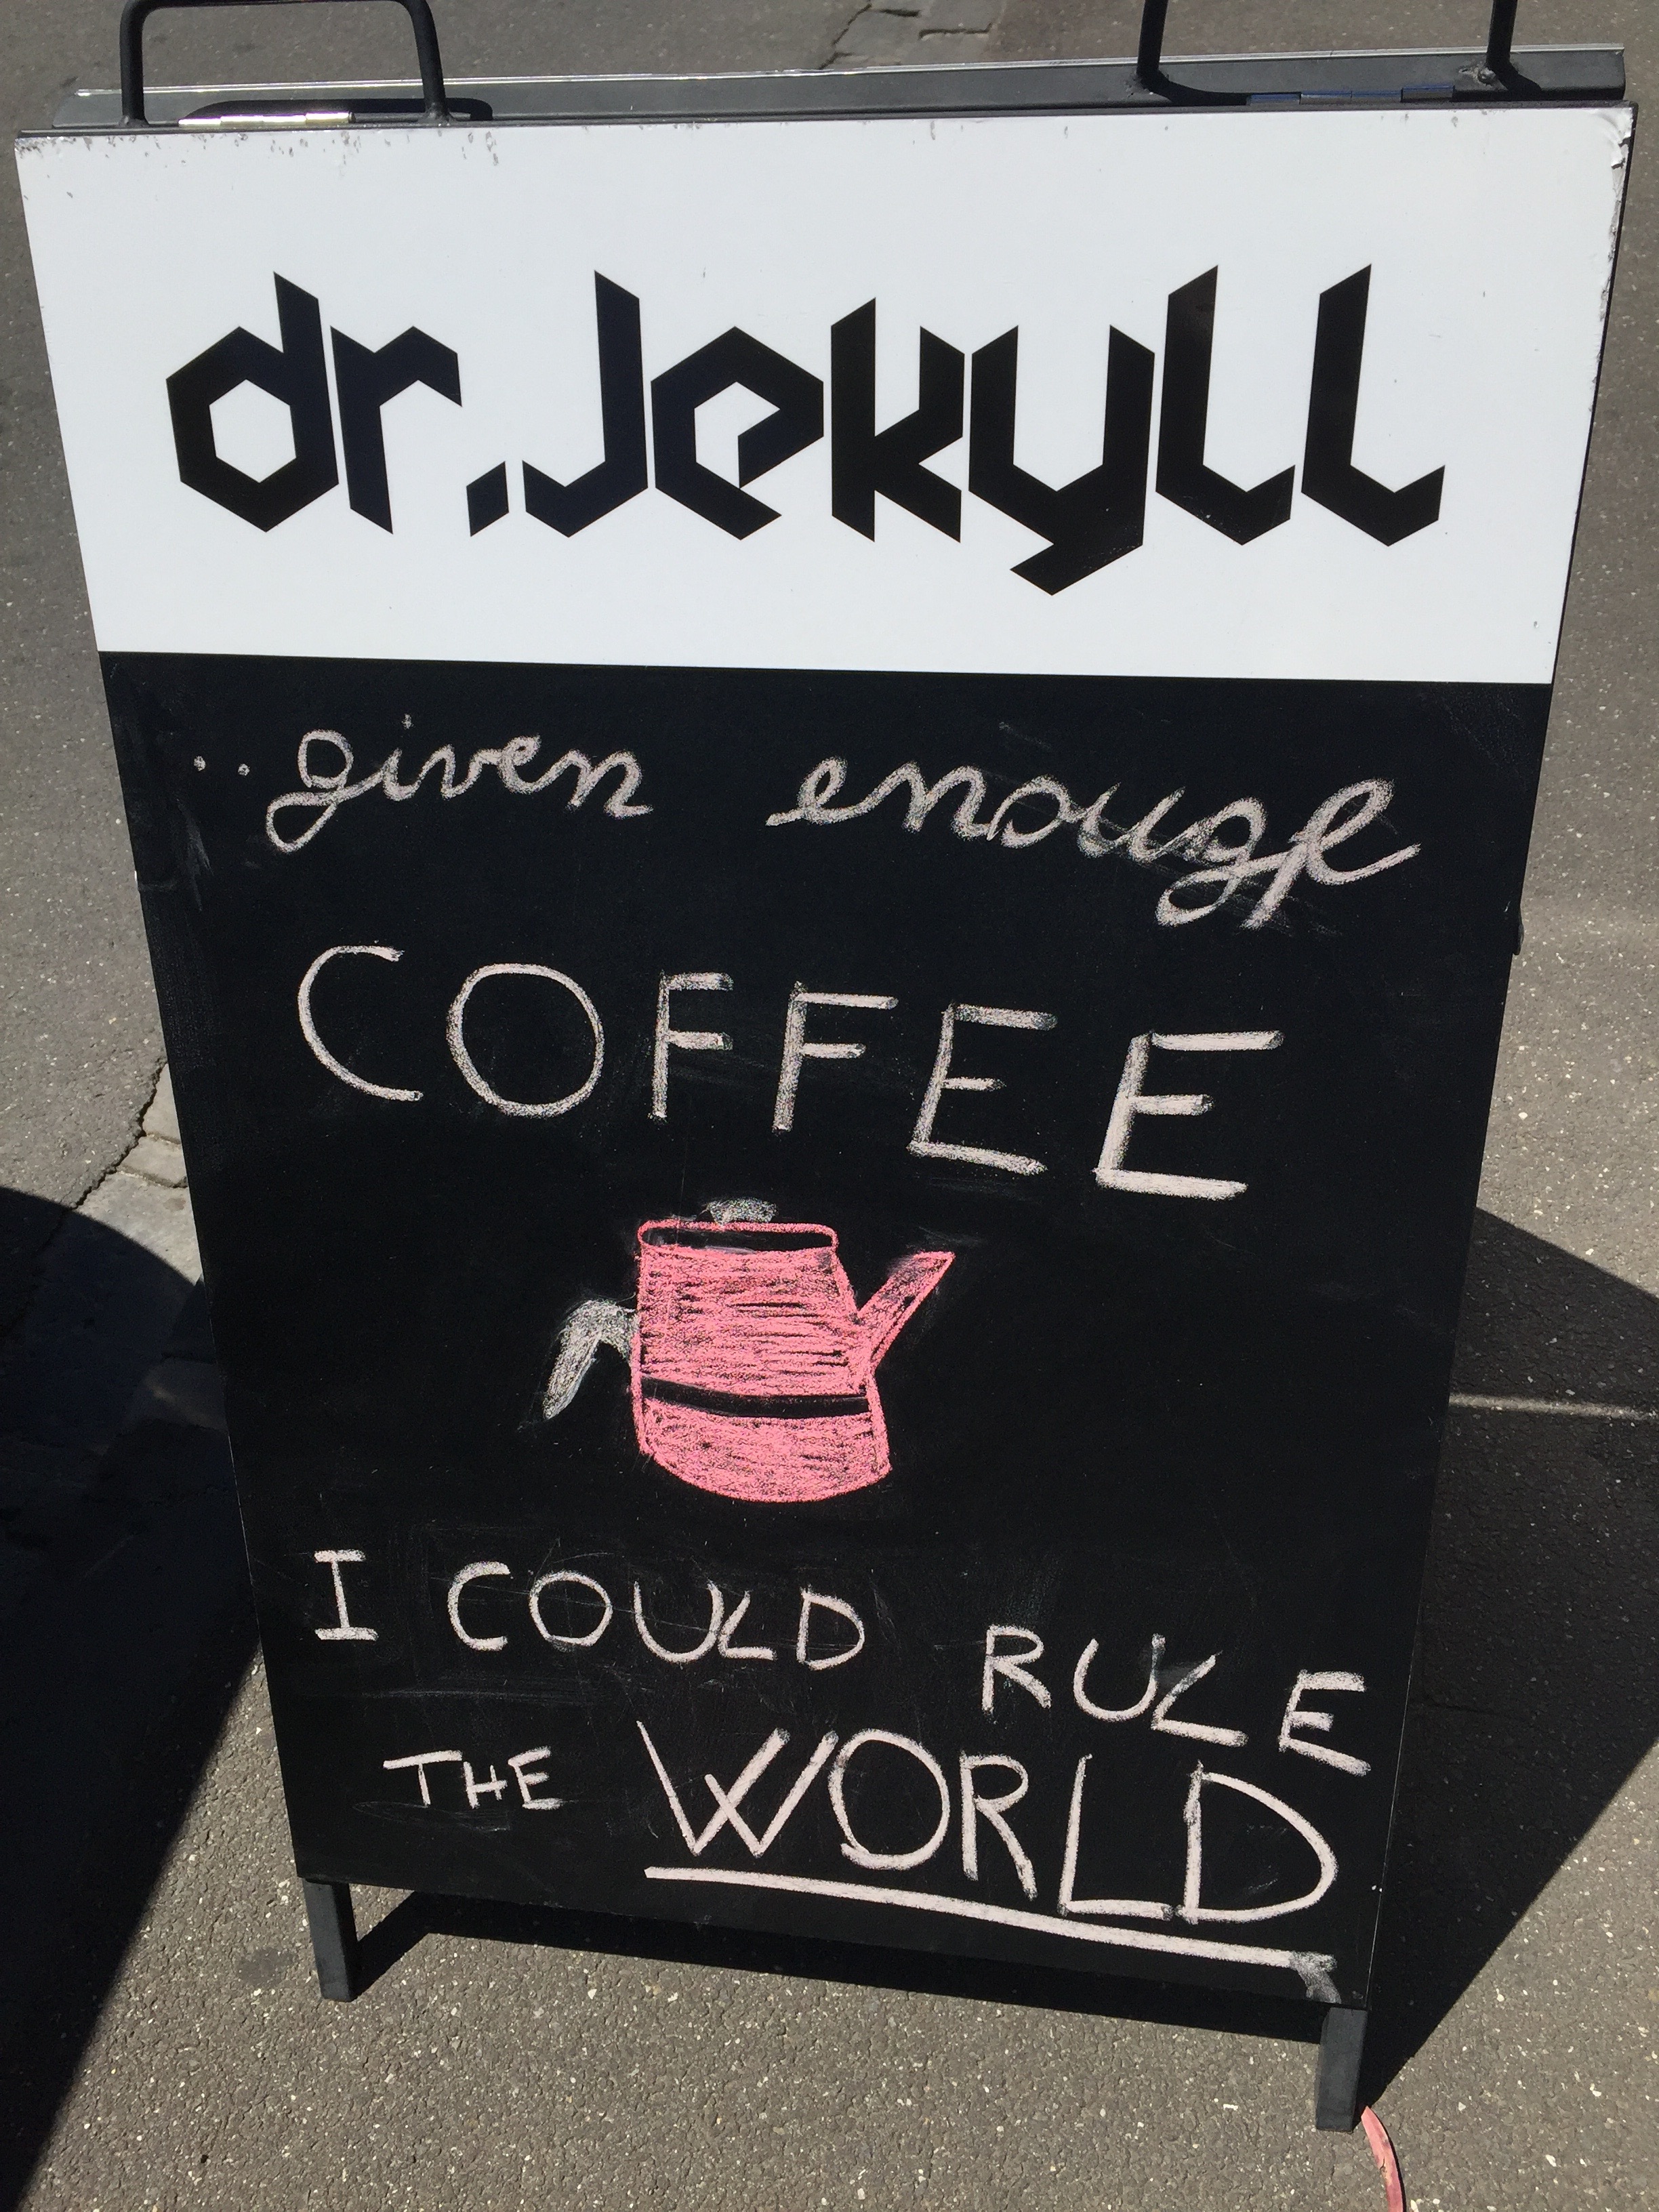 dr.Jekyll
..given enough
COFFEE
I COULD RULE
THE WORLD